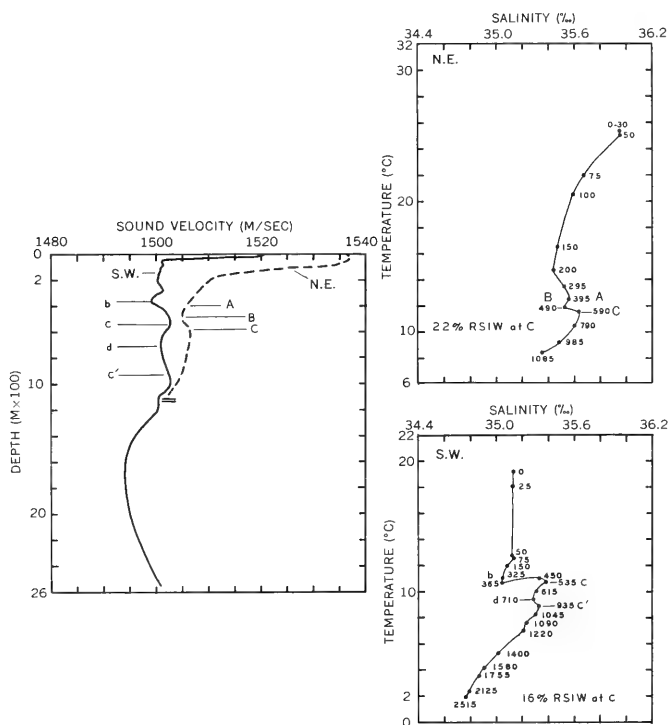 SOUND VELOCITY (M/SEC)
1480 1500 1520 1540
DEPTH (M×100)
0
2
10
20
26
S.W.
N.E.
b
c
d
c'
A
B
C
SALINITY (‰)
34.4 35.0 35.6 36.2
TEMPERATURE (°C)
32
30
20
10
6
N.E.
0-30
50
75
100
150
200
295
B 395 A
490 590 C
790
985
1085
22% RSIW at C
SALINITY (‰)
34.4 35.0 35.6 36.2
TEMPERATURE (°C)
22
20
10
2
0
S.W.
0
25
50
75
150
b 325 450
365 535 C
615
d 710 935 C'
1045
1090
1220
1400
1580
1755
2125
2515
16% RSIW at c